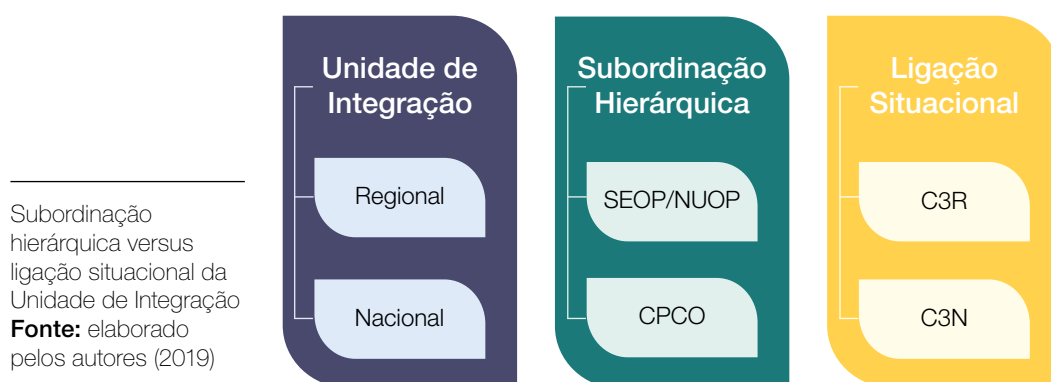 Subordinação
hierárquica versus
ligação situacional da
Unidade de Integração
Fonte: elaborado
pelos autores (2019)
Unidade de
Integração
Regional
Nacional
Subordinação
Hierárquica
SEOP/NUOP
CPCO
Ligação
Situacional
C3R
C3N